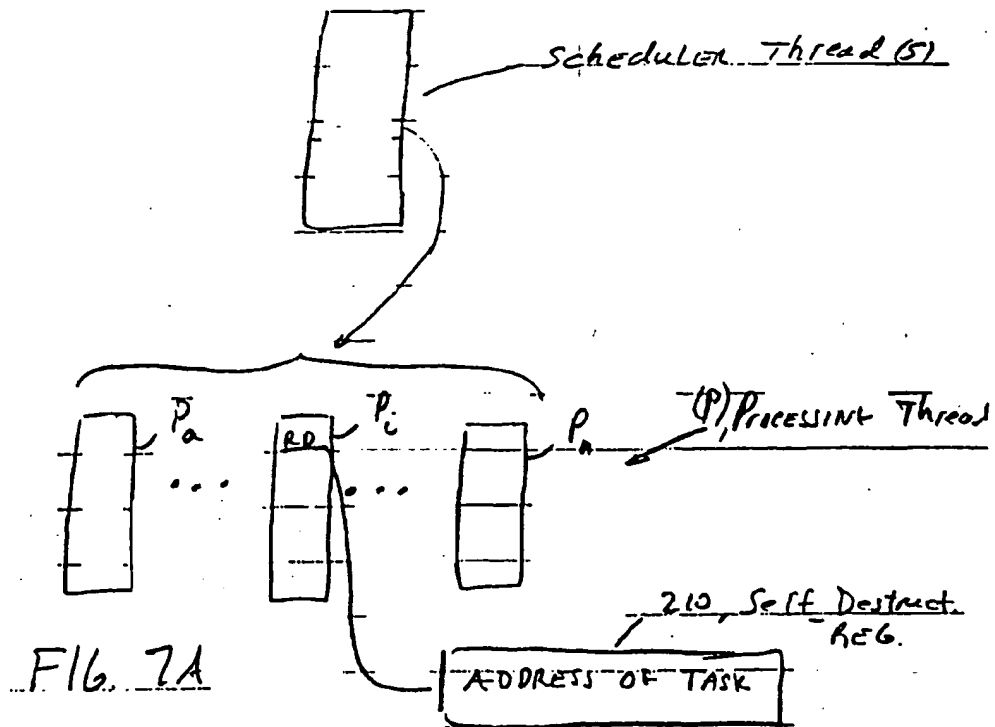 Scheduler Thread (S)
Pa
Pi
Pn
(P), Processing Thread
RD
... ...
210, Self Destruct.
REG.
ADDRESS OF TASK
FIG. 7A